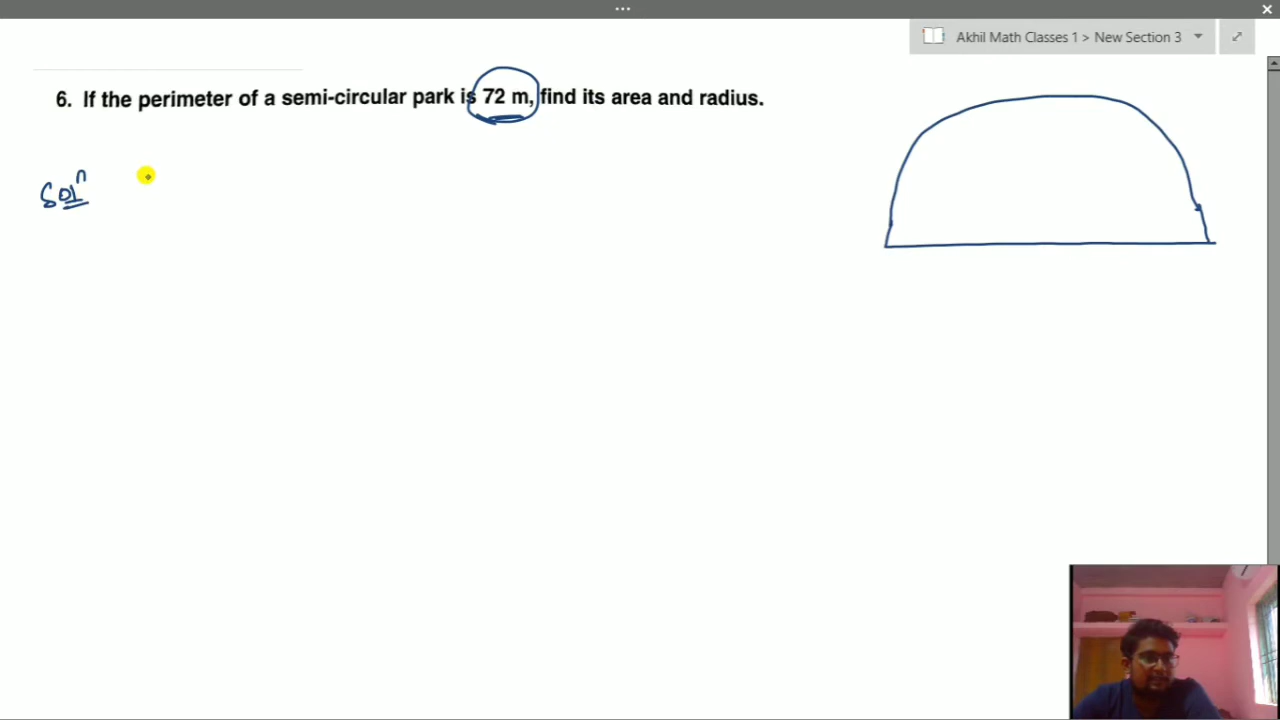 Akhil Math Classes 1 > New Section 3
6. If the perimeter of a semi-circular park is 72 m, find its area and radius.
Solⁿ